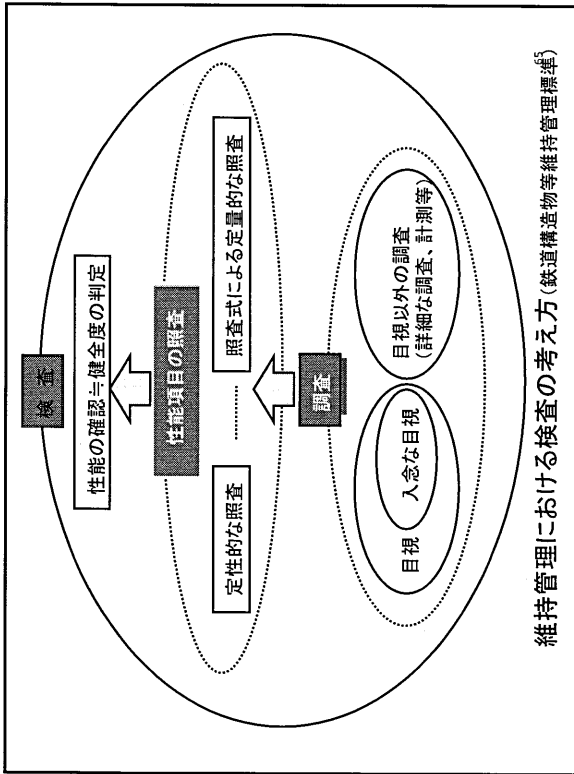 検 査
性能の確認≒健全度の判定
性能項目の照査
定性的な照査
照査式による定量的な照査
調査
目視
入念な目視
目視以外の調査
(詳細な調査、計測等)
維持管理における検査の考え方(鉄道構造物等維持管理標準)
65